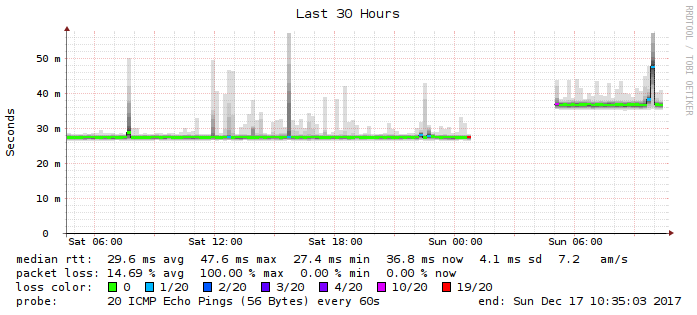 Last 30 Hours
RRDTOOL / TOBI OETIKER
Seconds
50 m
40 m
30 m
20 m
10 m
0
Sat 06:00 Sat 12:00 Sat 18:00 Sun 00:00 Sun 06:00
median rtt: 29.6 ms avg 47.6 ms max 27.4 ms min 36.8 ms now 4.1 ms sd 7.2 am/s
packet loss: 14.69 % avg 100.00 % max 0.00 % min 0.00 % now
loss color: 0 1/20 2/20 3/20 4/20 10/20 19/20
probe: 20 ICMP Echo Pings (56 Bytes) every 60s end: Sun Dec 17 10:35:03 2017